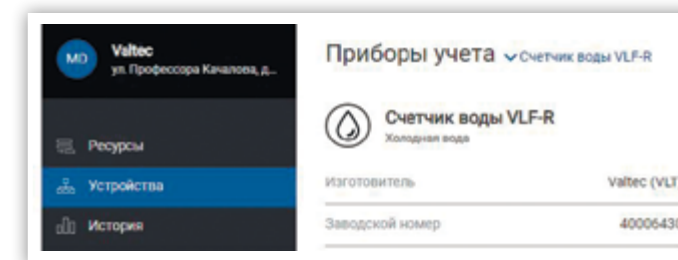 MD
Valtec
ул. Профессора Качалова, д...
Ресурсы
Устройства
История
Приборы учета Счетчик воды VLF-R
Счетчик воды VLF-R
Холодная вода
Изготовитель Valtec (VLT
Заводской номер 40006430